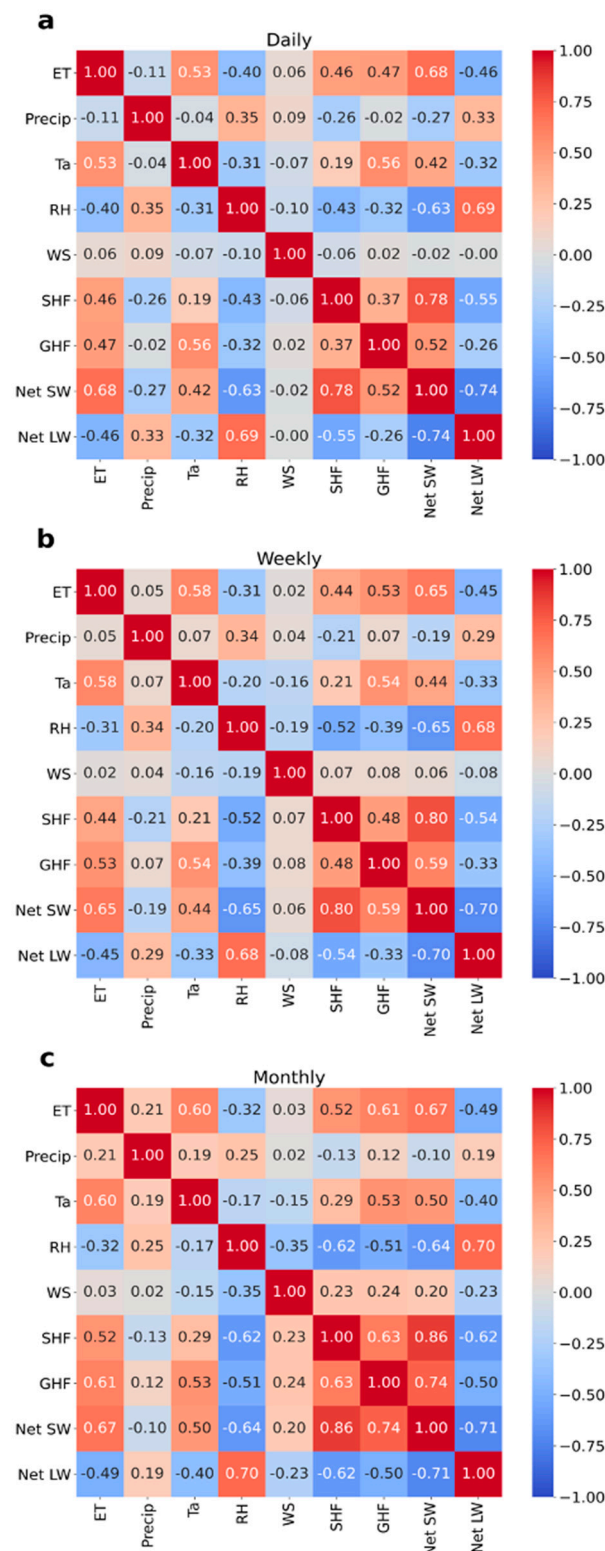 a
Daily
ET 1.00 -0.11 0.53 -0.40 0.06 0.46 0.47 0.68 -0.46
Precip -0.11 1.00 -0.04 0.35 0.09 -0.26 -0.02 -0.27 0.33
Ta 0.53 -0.04 1.00 -0.31 -0.07 0.19 0.56 0.42 -0.32
RH -0.40 0.35 -0.31 1.00 -0.10 -0.43 -0.32 -0.63 0.69
WS 0.06 0.09 -0.07 -0.10 1.00 -0.06 0.02 -0.02 -0.00
SHF 0.46 -0.26 0.19 -0.43 -0.06 1.00 0.37 0.78 -0.55
GHF 0.47 -0.02 0.56 -0.32 0.02 0.37 1.00 0.52 -0.26
Net SW 0.68 -0.27 0.42 -0.63 -0.02 0.78 0.52 1.00 -0.74
Net LW -0.46 0.33 -0.32 0.69 -0.00 -0.55 -0.26 -0.74 1.00
ET Precip Ta RH WS SHF GHF Net SW Net LW
1.00
0.75
0.50
0.25
0.00
−0.25
−0.50
−0.75
−1.00
b
Weekly
ET 1.00 0.05 0.58 -0.31 0.02 0.44 0.53 0.65 -0.45
Precip 0.05 1.00 0.07 0.34 0.04 -0.21 0.07 -0.19 0.29
Ta 0.58 0.07 1.00 -0.20 -0.16 0.21 0.54 0.44 -0.33
RH -0.31 0.34 -0.20 1.00 -0.19 -0.52 -0.39 -0.65 0.68
WS 0.02 0.04 -0.16 -0.19 1.00 0.07 0.08 0.06 -0.08
SHF 0.44 -0.21 0.21 -0.52 0.07 1.00 0.48 0.80 -0.54
GHF 0.53 0.07 0.54 -0.39 0.08 0.48 1.00 0.59 -0.33
Net SW 0.65 -0.19 0.44 -0.65 0.06 0.80 0.59 1.00 -0.70
Net LW -0.45 0.29 -0.33 0.68 -0.08 -0.54 -0.33 -0.70 1.00
ET Precip Ta RH WS SHF GHF Net SW Net LW
1.00
0.75
0.50
0.25
0.00
−0.25
−0.50
−0.75
−1.00
c
Monthly
ET 1.00 0.21 0.60 -0.32 0.03 0.52 0.61 0.67 -0.49
Precip 0.21 1.00 0.19 0.25 0.02 -0.13 0.12 -0.10 0.19
Ta 0.60 0.19 1.00 -0.17 -0.15 0.29 0.53 0.50 -0.40
RH -0.32 0.25 -0.17 1.00 -0.35 -0.62 -0.51 -0.64 0.70
WS 0.03 0.02 -0.15 -0.35 1.00 0.23 0.24 0.20 -0.23
SHF 0.52 -0.13 0.29 -0.62 0.23 1.00 0.63 0.86 -0.62
GHF 0.61 0.12 0.53 -0.51 0.24 0.63 1.00 0.74 -0.50
Net SW 0.67 -0.10 0.50 -0.64 0.20 0.86 0.74 1.00 -0.71
Net LW -0.49 0.19 -0.40 0.70 -0.23 -0.62 -0.50 -0.71 1.00
ET Precip Ta RH WS SHF GHF Net SW Net LW
1.00
0.75
0.50
0.25
0.00
−0.25
−0.50
−0.75
−1.00